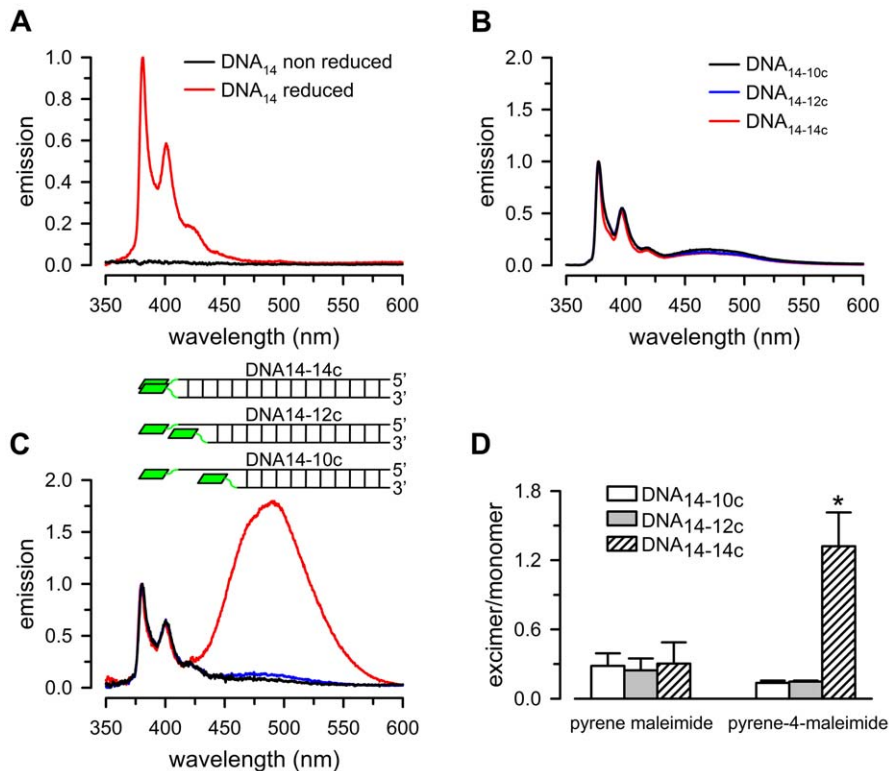 A
DNA14 non reduced
DNA14 reduced
1.0
0.8
0.6
0.4
0.2
0.0
emission
350 400 450 500 550 600
wavelength (nm)
B
DNA14-10c
DNA14-12c
DNA14-14c
2.0
1.5
1.0
0.5
0.0
emission
350 400 450 500 550 600
wavelength (nm)
C
DNA14-14c
5’
3’
DNA14-12c
5’
3’
DNA14-10c
5’
3’
2.0
1.5
1.0
0.5
0.0
emission
350 400 450 500 550 600
wavelength (nm)
D
DNA14-10c
DNA14-12c
DNA14-14c
*
1.8
1.2
0.6
0.0
excimer/monomer
pyrene maleimide pyrene-4-maleimide